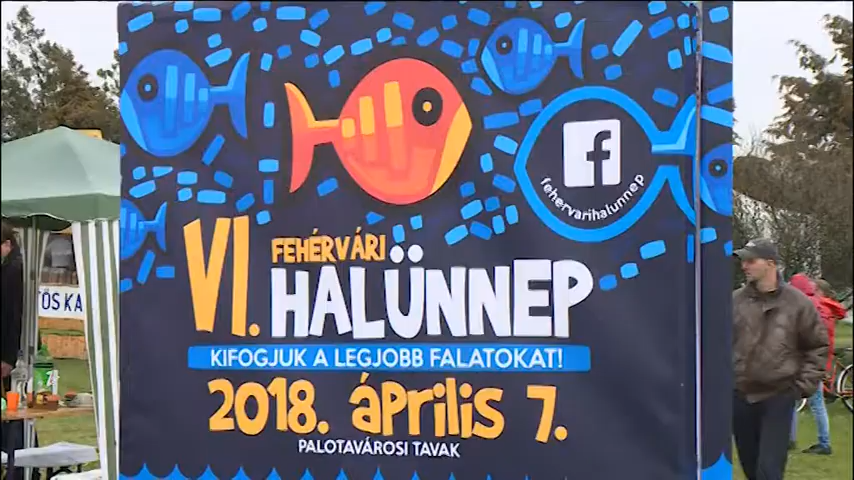 f
fehervarihalunnep
VI. FEHÉRVÁRI
HALÜNNEP
KIFOGJUK A LEGJOBB FALATOKAT!
2018. április 7.
PALOTAVÁROSI TAVAK